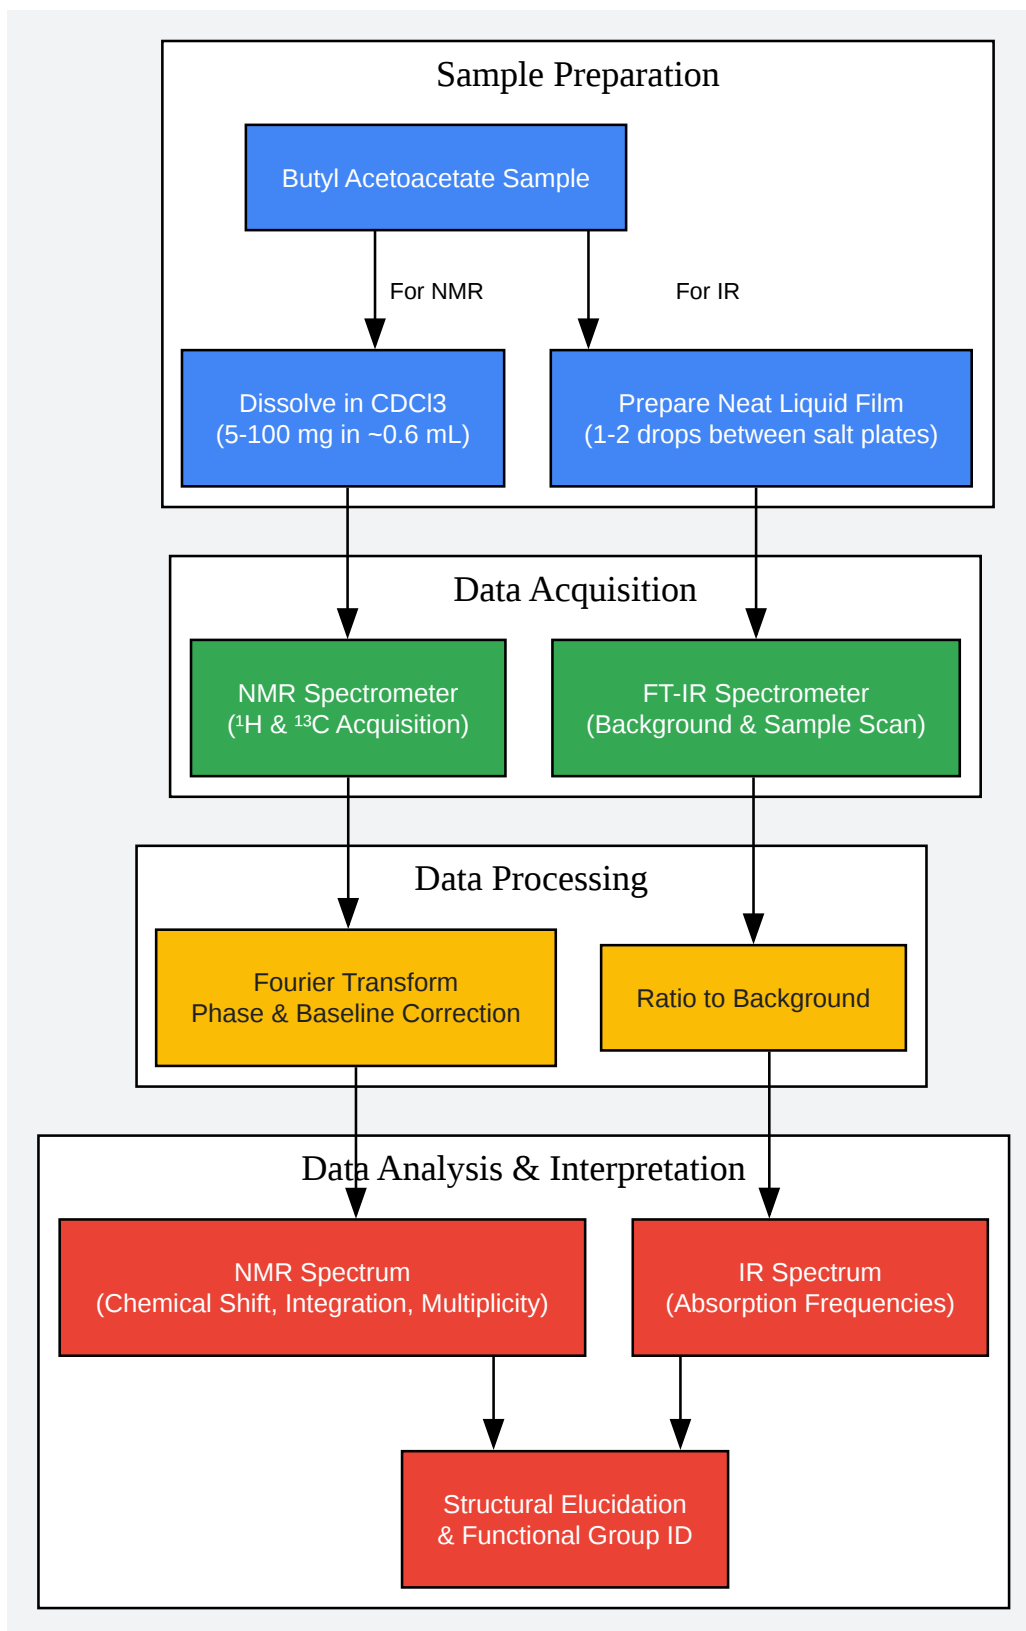 Sample Preparation
Butyl Acetoacetate Sample
For NMR
For IR
Dissolve in CDCl3
(5-100 mg in ~0.6 mL)
Prepare Neat Liquid Film
(1-2 drops between salt plates)
Data Acquisition
NMR Spectrometer
(¹H & ¹³C Acquisition)
FT-IR Spectrometer
(Background & Sample Scan)
Data Processing
Fourier Transform
Phase & Baseline Correction
Ratio to Background
Data Analysis & Interpretation
NMR Spectrum
(Chemical Shift, Integration, Multiplicity)
IR Spectrum
(Absorption Frequencies)
Structural Elucidation
& Functional Group ID